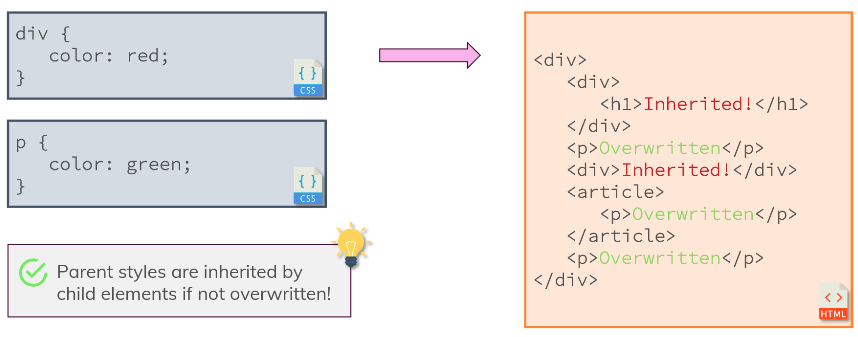 div {
color: red;
}
CSS
p {
color: green;
}
CSS
Parent styles are inherited by
child elements if not overwritten!
<div>
<div>
<h1>Inherited!</h1>
</div>
<p>Overwritten</p>
<div>Inherited!</div>
<article>
<p>Overwritten</p>
</article>
<p>Overwritten</p>
</div>
HTML